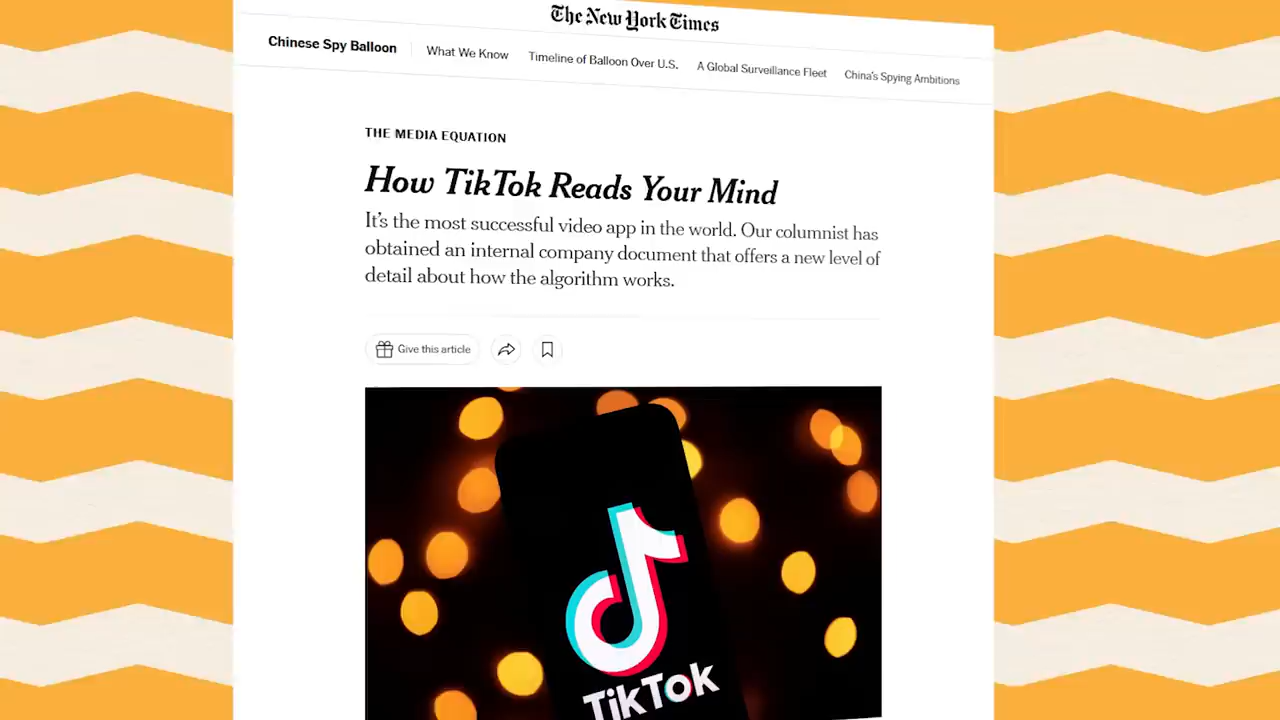 The New York Times
Chinese Spy Balloon What We Know Timeline of Balloon Over U.S. A Global Surveillance Fleet China's Spying Ambitions
THE MEDIA EQUATION
How TikTok Reads Your Mind
It's the most successful video app in the world. Our columnist has
obtained an internal company document that offers a new level of
detail about how the algorithm works.
Give this article
TikTok